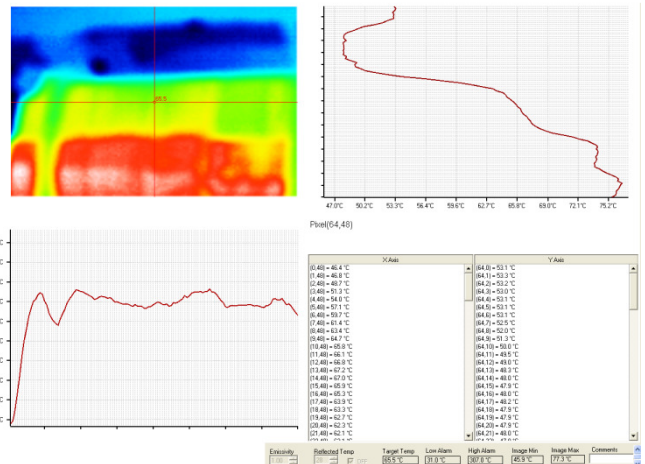 65.5
47.0°C 50.2°C 53.3°C 56.4°C 59.6°C 62.7°C 65.8°C 69.0°C 72.1°C 75.2°C
Pixel(64,48)
X Axis Y Axis
(0,48) = 46.4 °C (64,0) = 53.1 °C
(1,48) = 46.8 °C (64,1) = 53.3 °C
(2,48) = 48.7 °C (64,2) = 53.2 °C
(3,48) = 51.3 °C (64,3) = 53.0 °C
(4,48) = 54.0 °C (64,4) = 53.1 °C
(5,48) = 57.1 °C (64,5) = 53.1 °C
(6,48) = 59.7 °C (64,6) = 53.1 °C
(7,48) = 61.4 °C (64,7) = 52.5 °C
(8,48) = 63.4 °C (64,8) = 52.0 °C
(9,48) = 64.7 °C (64,9) = 51.3 °C
(10,48) = 65.8 °C (64,10) = 50.0 °C
(11,48) = 66.1 °C (64,11) = 49.5 °C
(12,48) = 66.8 °C (64,12) = 49.0 °C
(13,48) = 67.2 °C (64,13) = 48.3 °C
(14,48) = 67.0 °C (64,14) = 48.0 °C
(15,48) = 65.9 °C (64,15) = 47.9 °C
(16,48) = 65.3 °C (64,16) = 48.0 °C
(17,48) = 63.9 °C (64,17) = 48.2 °C
(18,48) = 63.3 °C (64,18) = 47.9 °C
(19,48) = 62.7 °C (64,19) = 47.9 °C
(20,48) = 62.3 °C (64,20) = 47.9 °C
(21,48) = 62.1 °C (64,21) = 48.0 °C
Emissivity Reflected Temp Target Temp Low Alarm High Alarm Image Min Image Max Comments
1.00 OFF 65.5 °C 31.0 °C 307.0 °C 45.9 °C 77.3 °C